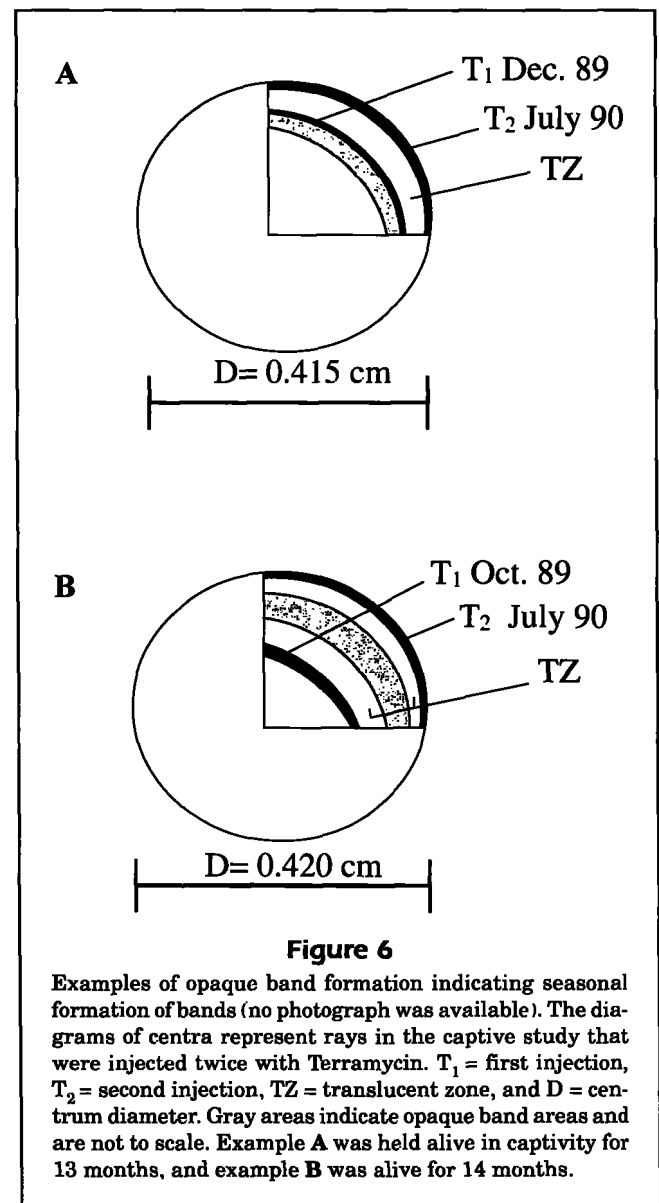 A
T₁ Dec. 89
T₂ July 90
TZ
D= 0.415 cm
B
T₁ Oct. 89
T₂ July 90
TZ
D= 0.420 cm
Figure 6
Examples of opaque band formation indicating seasonal
formation of bands (no photograph was available). The dia-
grams of centra represent rays in the captive study that
were injected twice with Terramycin. T₁ = first injection,
T₂ = second injection, TZ = translucent zone, and D = cen-
trum diameter. Gray areas indicate opaque band areas and
are not to scale. Example A was held alive in captivity for
13 months, and example B was alive for 14 months.